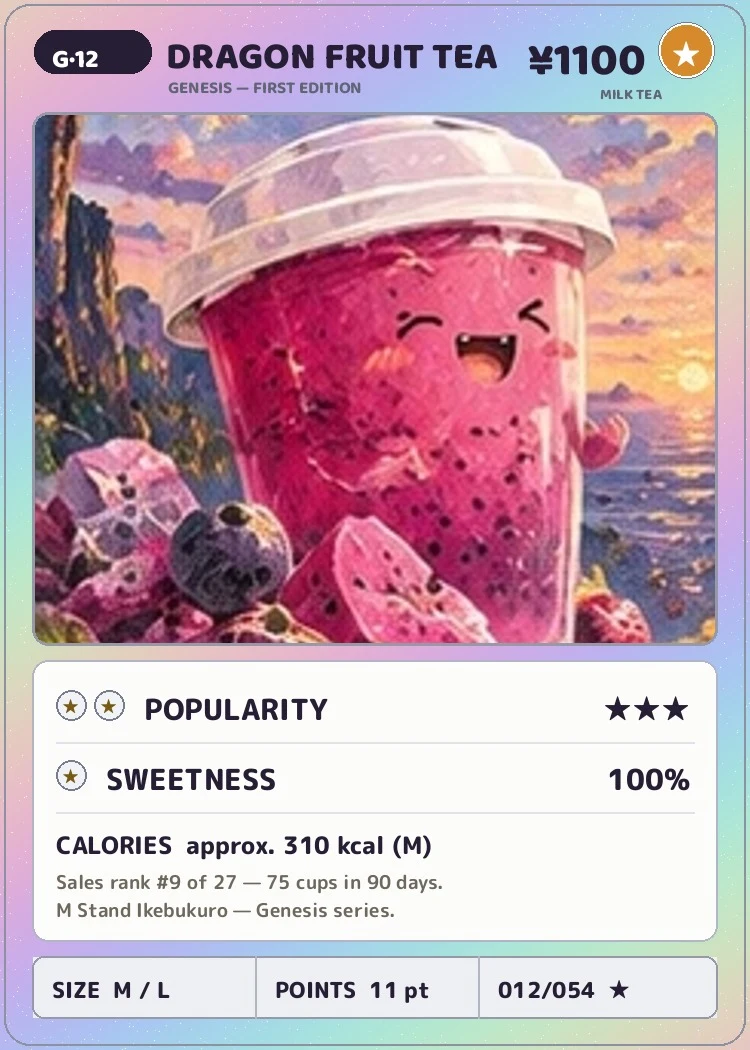 G·12
DRAGON FRUIT TEA
¥1100
★
GENESIS — FIRST EDITION
MILK TEA
★ ★ POPULARITY ★★★
★ SWEETNESS 100%
CALORIES approx. 310 kcal (M)
Sales rank #9 of 27 — 75 cups in 90 days.
M Stand Ikebukuro — Genesis series.
SIZE M / L
POINTS 11 pt
012/054 ★